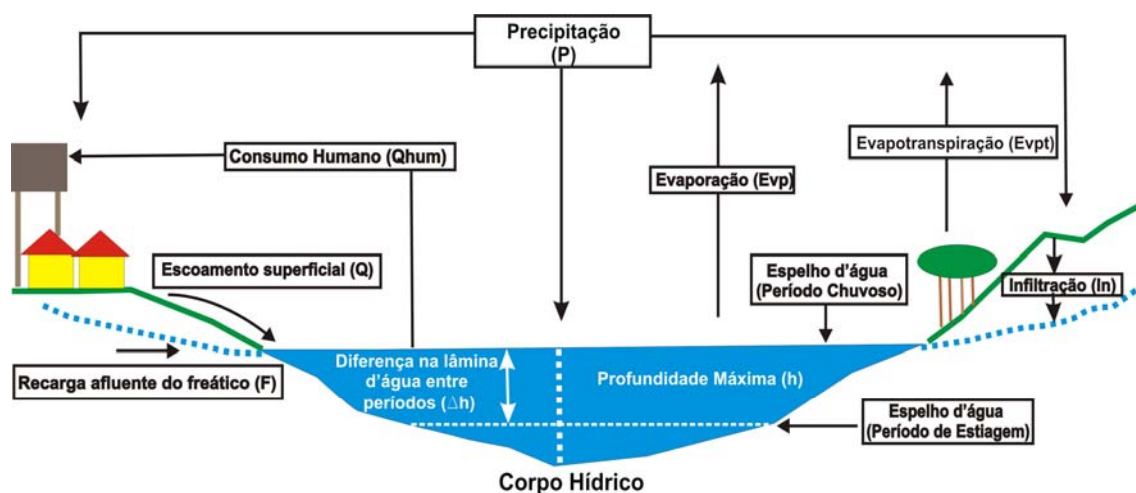 Precipitação
(P)
Consumo Humano (Qhum)
Evapotranspiração (Evpt)
Evaporação (Evp)
Escoamento superficial (Q)
Espelho d'água
(Período Chuvoso)
Infiltração (In)
Recarga afluente do freático (F)
Diferença na lâmina
d'água entre
períodos (△h)
Profundidade Máxima (h)
Espelho d'água
(Período de Estiagem)
Corpo Hídrico